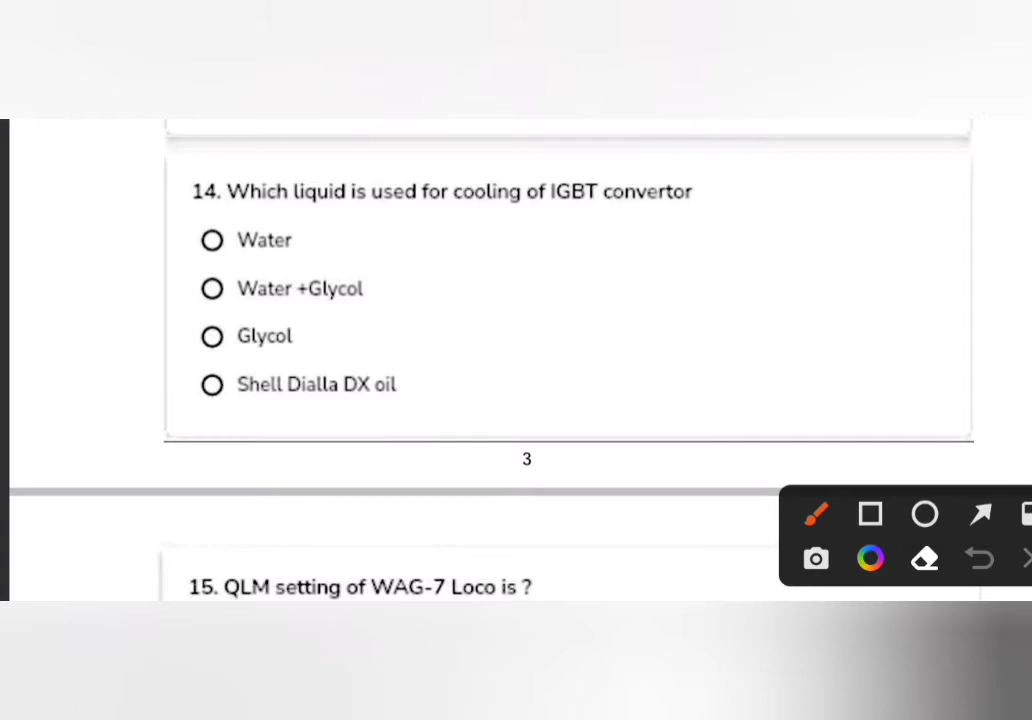 14. Which liquid is used for cooling of IGBT convertor
Water
Water +Glycol
Glycol
Shell Dialla DX oil
3
15. QLM setting of WAG-7 Loco is ?